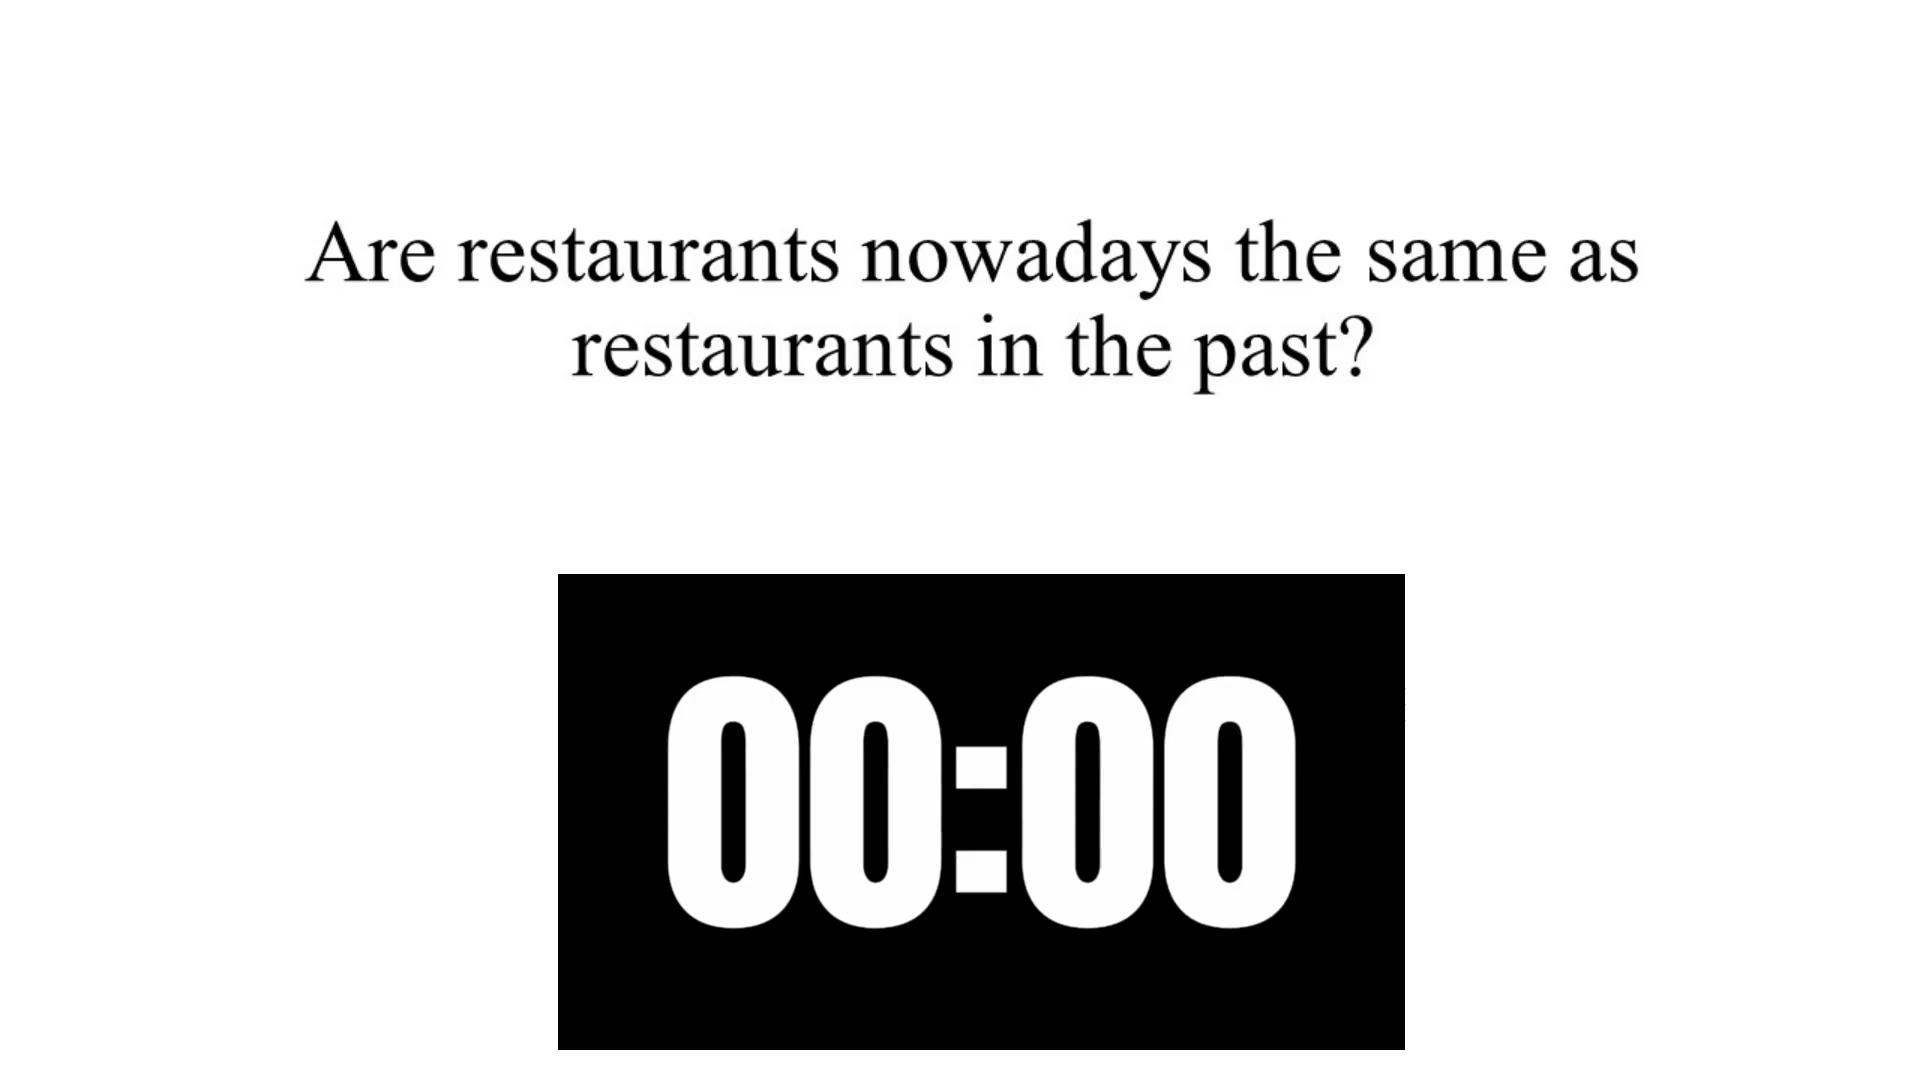 Are restaurants nowadays the same as
restaurants in the past?
00:00